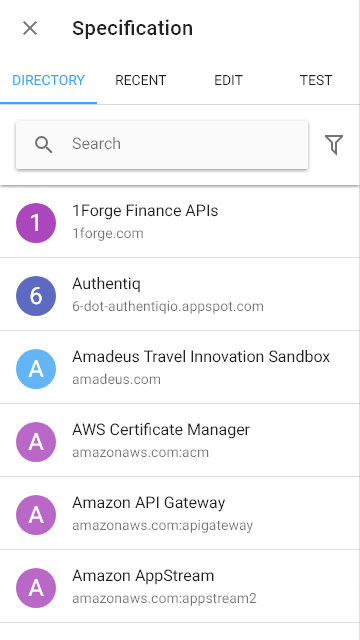 Specification
DIRECTORY RECENT EDIT TEST
Search
1 1Forge Finance APIs
1forge.com
6 Authentiq
6-dot-authentiqio.appspot.com
A Amadeus Travel Innovation Sandbox
amadeus.com
A AWS Certificate Manager
amazonaws.com:acm
A Amazon API Gateway
amazonaws.com:apigateway
A Amazon AppStream
amazonaws.com:appstream2